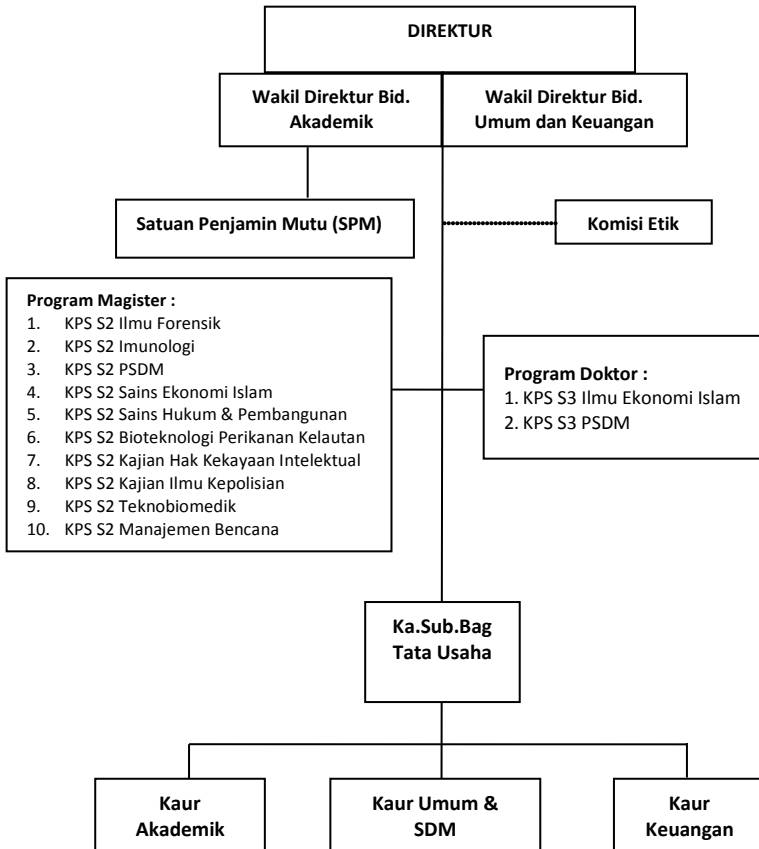 DIREKTUR
Wakil Direktur Bid.
Akademik
Wakil Direktur Bid.
Umum dan Keuangan
Satuan Penjamin Mutu (SPM)
Komisi Etik
Program Magister :
1. KPS S2 Ilmu Forensik
2. KPS S2 Imunologi
3. KPS S2 PSDM
4. KPS S2 Sains Ekonomi Islam
5. KPS S2 Sains Hukum & Pembangunan
6. KPS S2 Bioteknologi Perikanan Kelautan
7. KPS S2 Kajian Hak Kekayaan Intelektual
8. KPS S2 Kajian Ilmu Kepolisian
9. KPS S2 Teknobiomedik
10. KPS S2 Manajemen Bencana
Program Doktor :
1. KPS S3 Ilmu Ekonomi Islam
2. KPS S3 PSDM
Ka.Sub.Bag
Tata Usaha
Kaur
Akademik
Kaur Umum &
SDM
Kaur
Keuangan